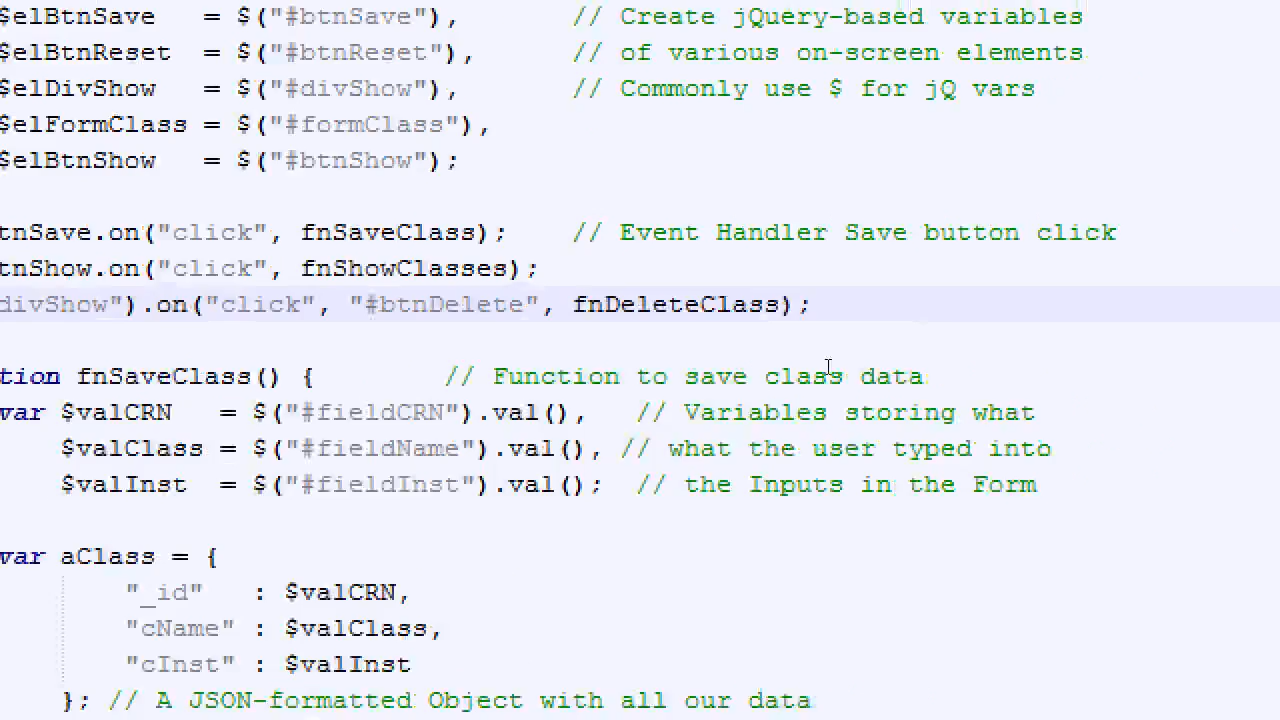 $elBtnSave   = $("#btnSave"),       // Create jQuery-based variables
$elBtnReset  = $("#btnReset"),      // of various on-screen elements
$elDivShow   = $("#divShow"),       // Commonly use $ for jQ vars
$elFormClass = $("#formClass"),
$elBtnShow   = $("#btnShow");
tnSave.on("click", fnSaveClass);    // Event Handler Save button click
tnShow.on("click", fnShowClasses);
divShow").on("click", "#btnDelete", fnDeleteClass);
tion fnSaveClass() {        // Function to save class data
var $valCRN   = $("#fieldCRN").val(),   // Variables storing what
$valClass = $("#fieldName").val(), // what the user typed into
$valInst  = $("#fieldInst").val();  // the Inputs in the Form
var aClass = {
"_id"   : $valCRN,
"cName" : $valClass,
"cInst" : $valInst
}; // A JSON-formatted Object with all our data